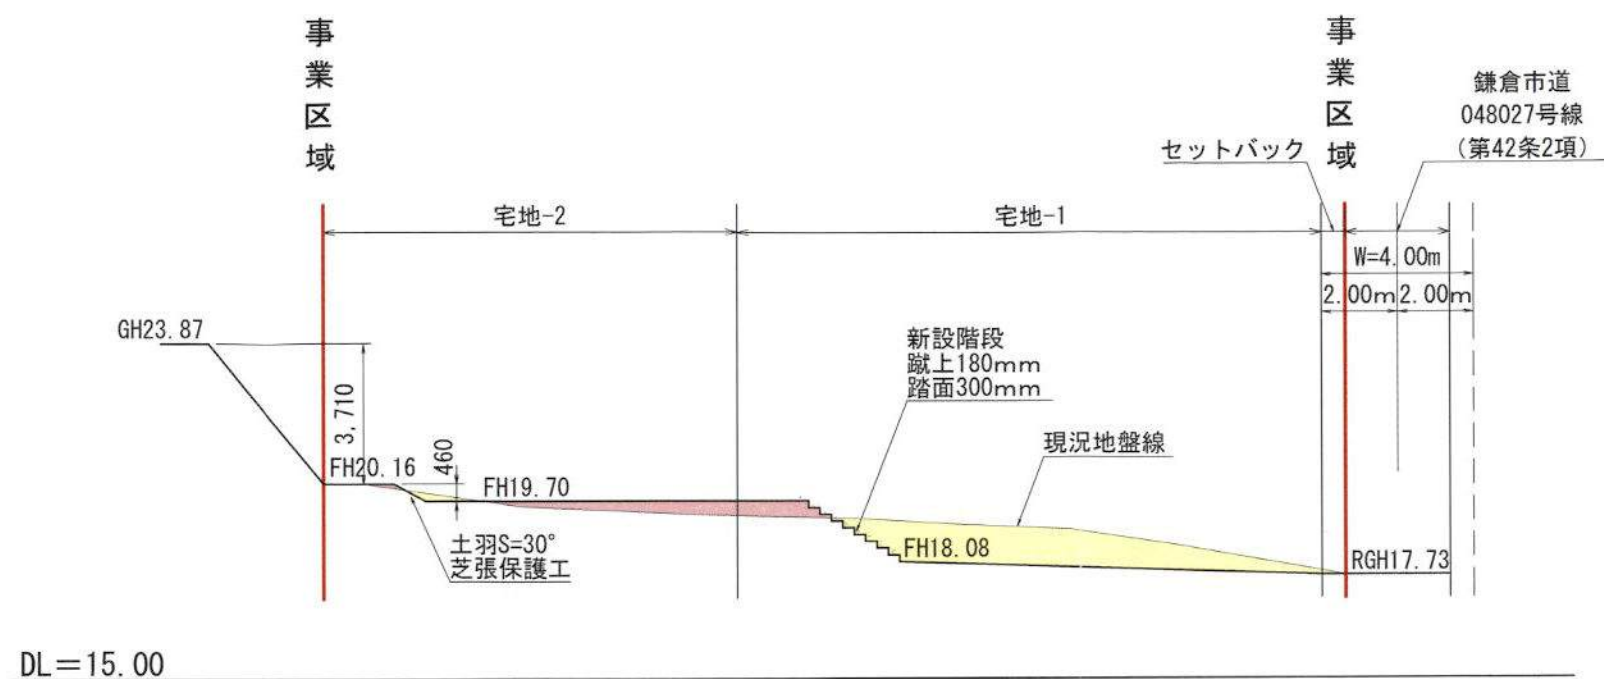 事業区域
事業区域
鎌倉市道
048027号線
(第42条2項)
セットバック
宅地-2
宅地-1
W=4.00m
2.00m
2.00m
GH23.87
3,710
新設階段
蹴上180mm
踏面300mm
現況地盤線
FH20.16
460
FH19.70
土羽S=30°
芝張保護工
FH18.08
RGH17.73
DL=15.00